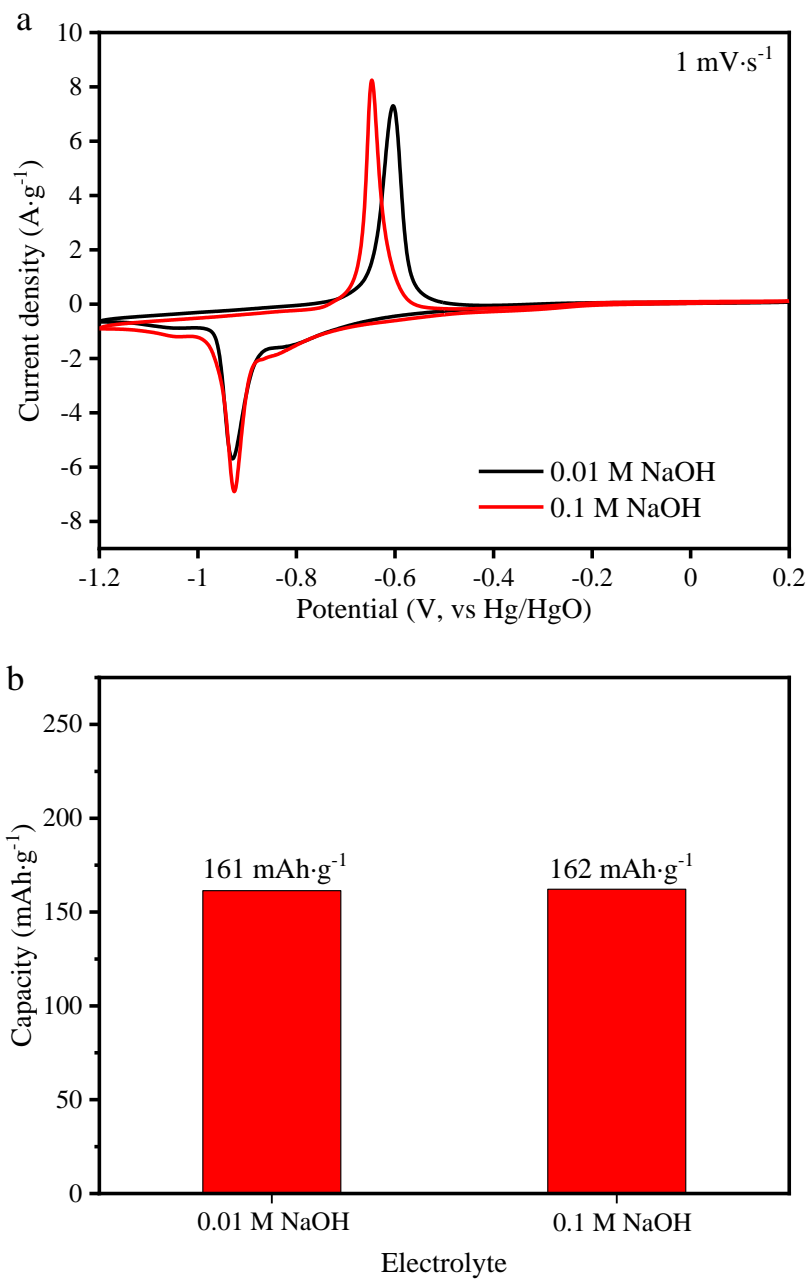 a
10
8
6
4
2
0
-2
-4
-6
-8
Current density (A·g⁻¹)
1 mV·s⁻¹
0.01 M NaOH
0.1 M NaOH
-1.2 -1 -0.8 -0.6 -0.4 -0.2 0 0.2
Potential (V, vs Hg/HgO)
b
250
200
150
100
50
0
Capacity (mAh·g⁻¹)
161 mAh·g⁻¹ 162 mAh·g⁻¹
0.01 M NaOH 0.1 M NaOH
Electrolyte